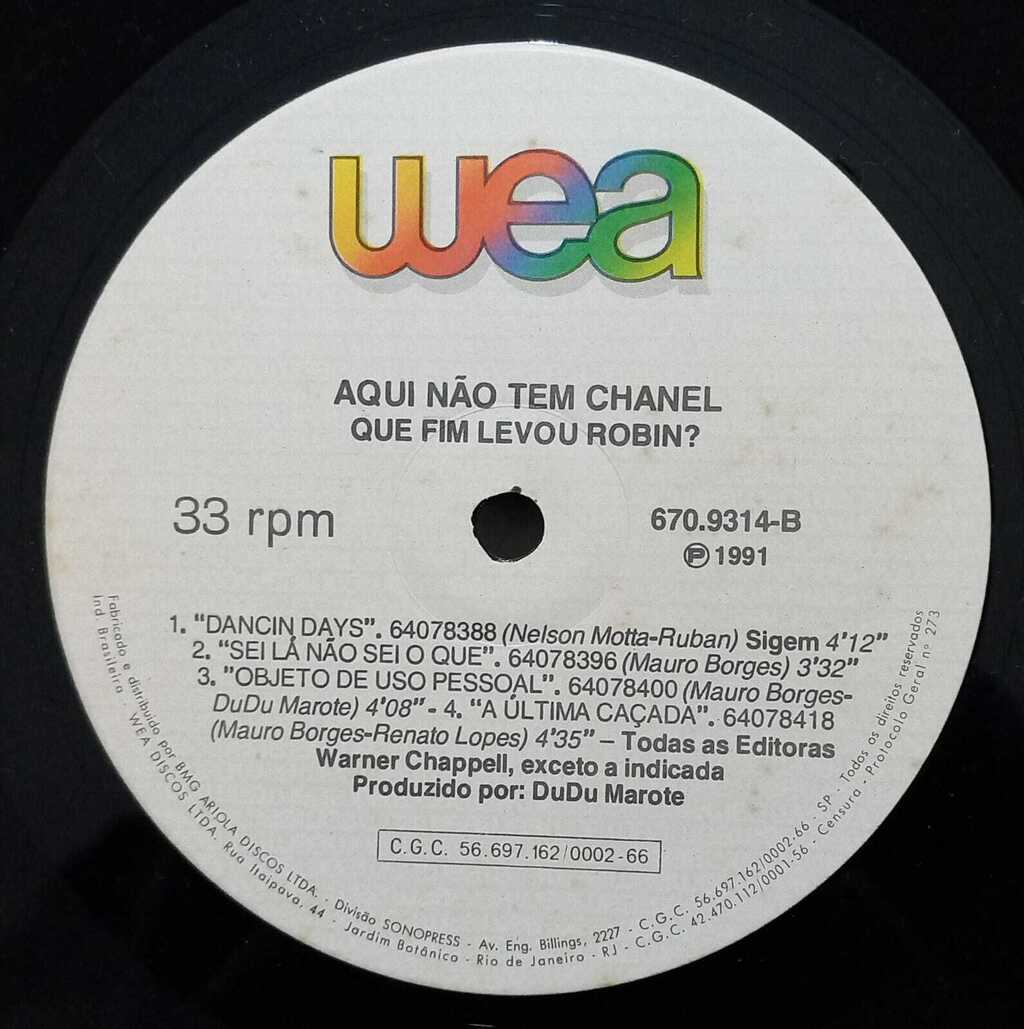 wea
AQUI NÃO TEM CHANEL
QUE FIM LEVOU ROBIN?
33 rpm
670.9314-B
Ⓟ 1991
1. "DANCIN DAYS". 64078388 (Nelson Motta-Ruban) Sigem 4'12"
2. "SEI LÁ NÃO SEI O QUE". 64078396 (Mauro Borges) 3'32"
3. "OBJETO DE USO PESSOAL". 64078400 (Mauro Borges-
DuDu Marote) 4'08" - 4. "A ÚLTIMA CAÇADA". 64078418
(Mauro Borges-Renato Lopes) 4'35" – Todas as Editoras
Warner Chappell, exceto a indicada
Produzido por: DuDu Marote
C.G.C. 56.697.162/0002-66
Fabricado e distribuido por BMG ARIOLA DISCOS LTDA. - Divisão SONOPRESS - Av. Eng. Billings, 2227 - C.G.C. 56.697.162/0002-66 - SP - Todos os direitos reservados
Ind. Brasileira - WEA DISCOS LTDA. Rua Itaipava, 44 - Jardim Botânico - Rio de Janeiro - RJ - C.G.C. 42.470.112/0001-56 - Censura - Protocolo Geral nº 273